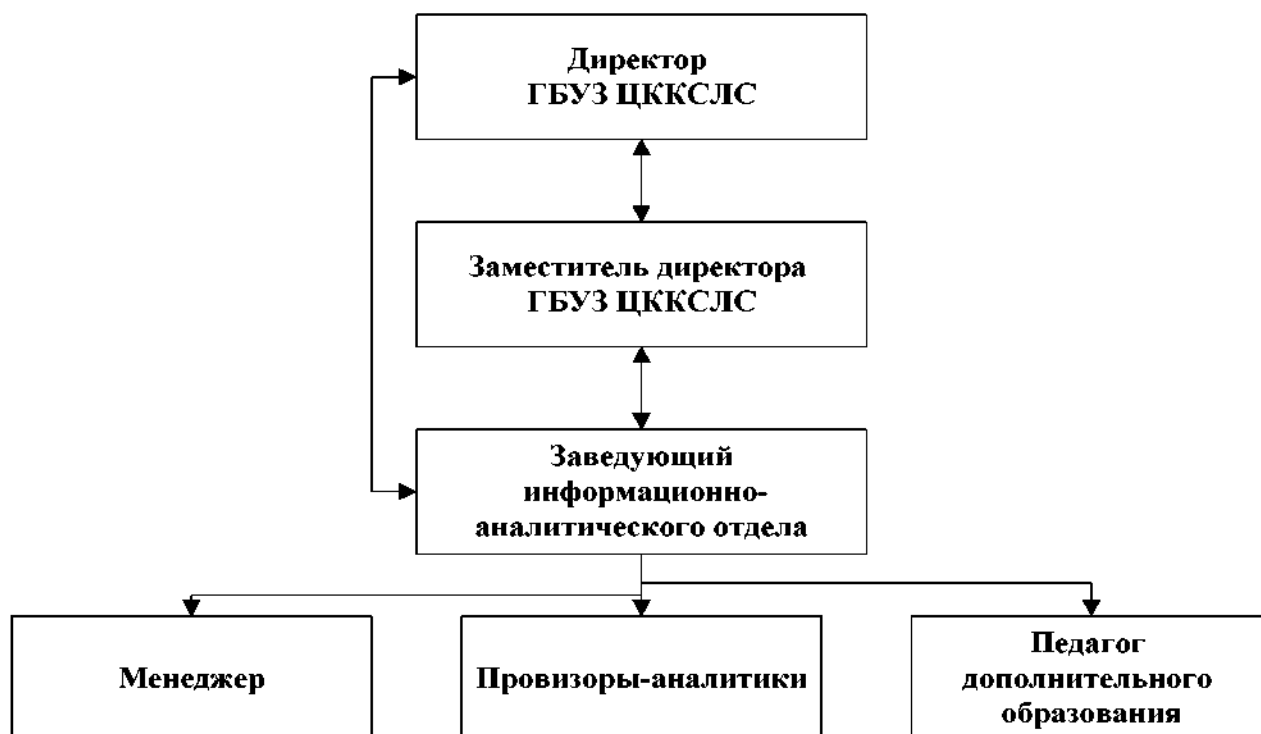 Директор
ГБУЗ ЦККСЛС
Заместитель директора
ГБУЗ ЦККСЛС
Заведующий
информационно-
аналитического отдела
Менеджер
Провизоры-аналитики
Педагог
дополнительного
образования